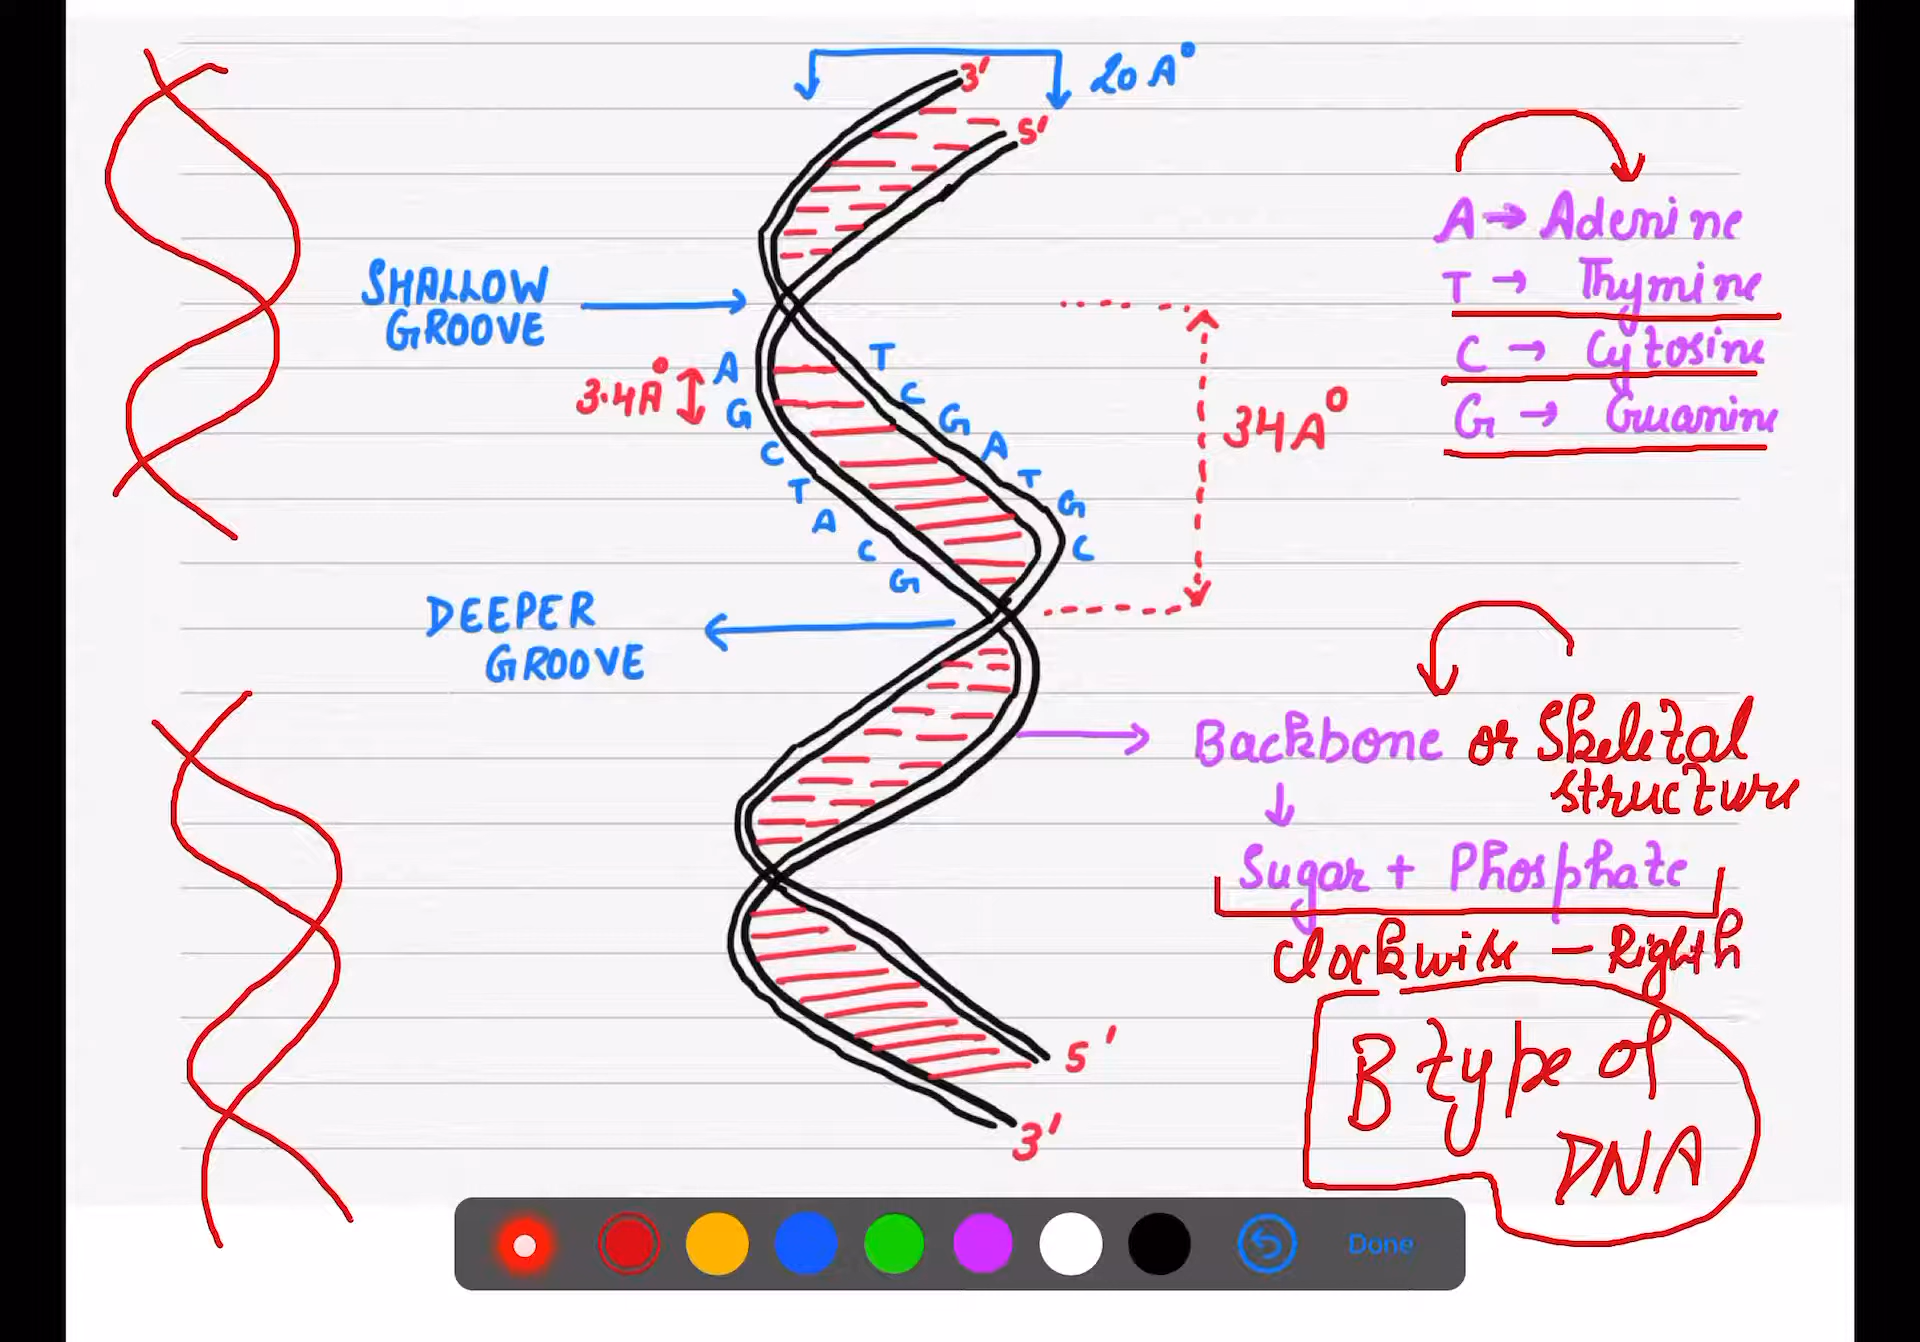 20 A°
3'
5'
A → Adenine
T → Thymine
C → Cytosine
G → Guanine
SHALLOW
GROOVE
3.4A°
A
G
C
T
A
C
G
T
C
G
A
T
G
C
34A°
DEEPER
GROOVE
Backbone or Skeletal
structure
↓
Sugar + Phosphate
Clockwise - Righth
B type of
DNA
5'
3'
Done